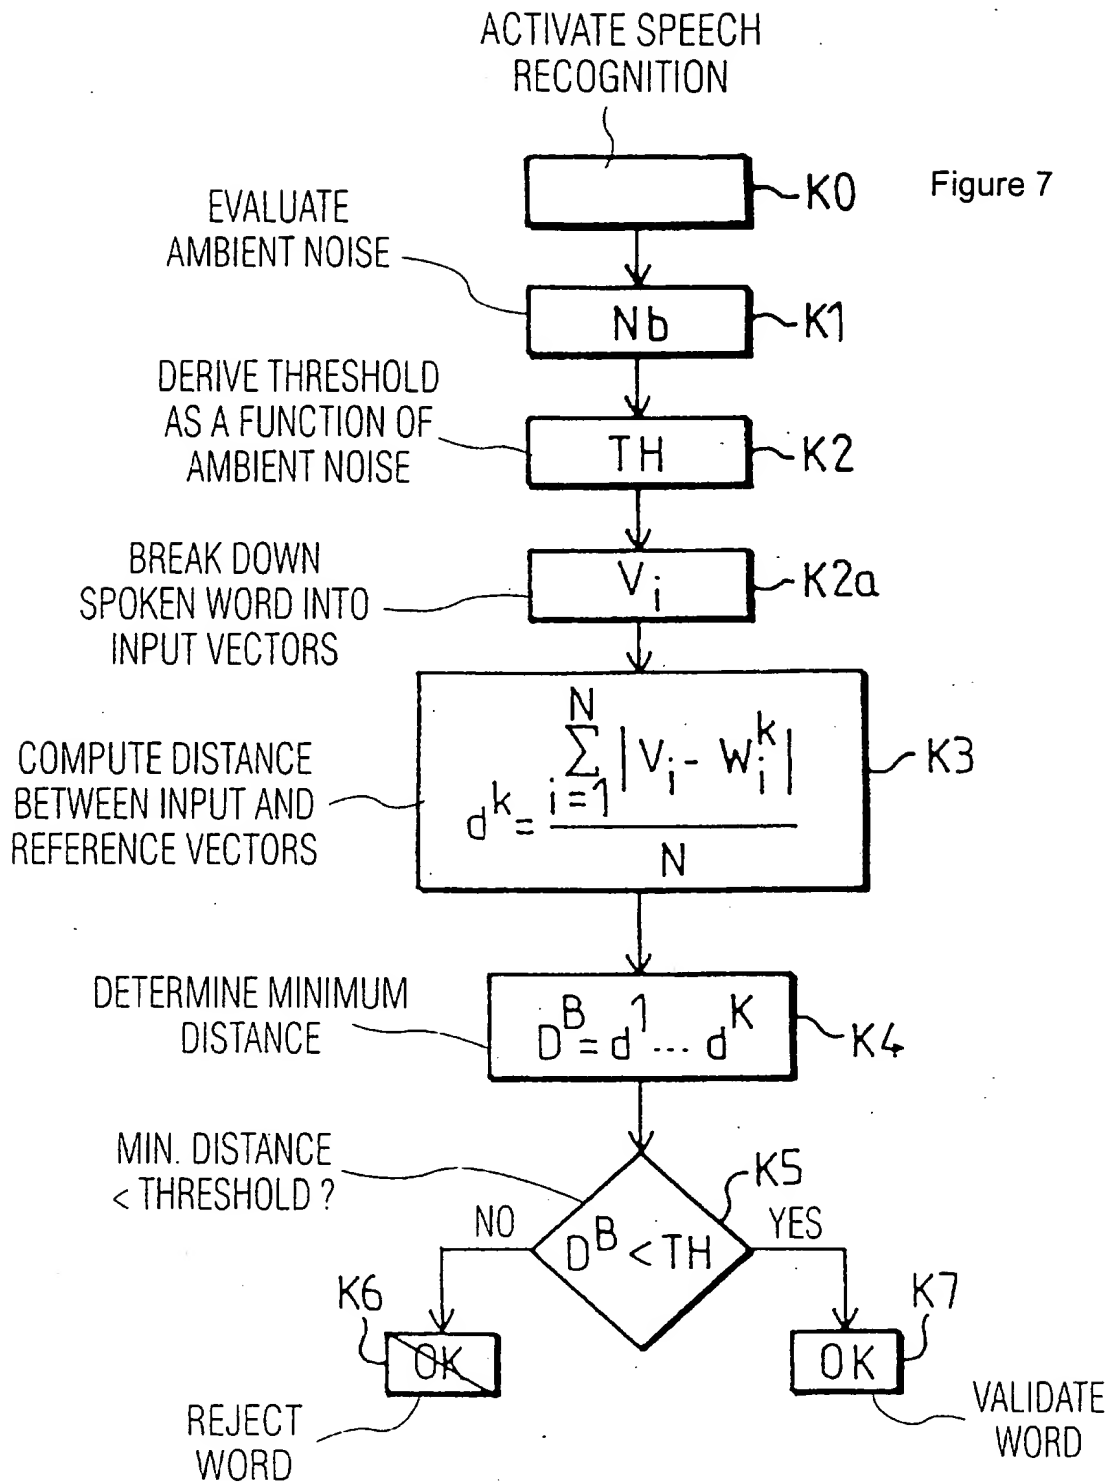 ACTIVATE SPEECH
RECOGNITION
K0
Figure 7
EVALUATE
AMBIENT NOISE
Nb
K1
DERIVE THRESHOLD
AS A FUNCTION OF
AMBIENT NOISE
TH
K2
BREAK DOWN
SPOKEN WORD INTO
INPUT VECTORS
V_i
K2a
COMPUTE DISTANCE
BETWEEN INPUT AND
REFERENCE VECTORS
d^k = \frac{\sum_{i=1}^{N} |V_i - W_i^k|}{N}
K3
DETERMINE MINIMUM
DISTANCE
D^B = d^1 ... d^K
K4
MIN. DISTANCE
< THRESHOLD ?
K5
NO
D^B < TH
YES
K6
OK
REJECT
WORD
K7
OK
VALIDATE
WORD